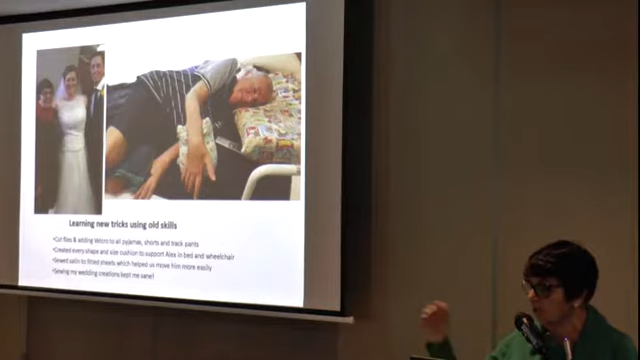 Learning new tricks using old skills
•Cut flies & adding Velcro to all pyjamas, shorts and track pants
•Created every shape and size cushion to support Alex in bed and wheelchair
•Sewed satin to fitted sheets which helped us move him more easily
•Sewing my wedding creations kept me sane!